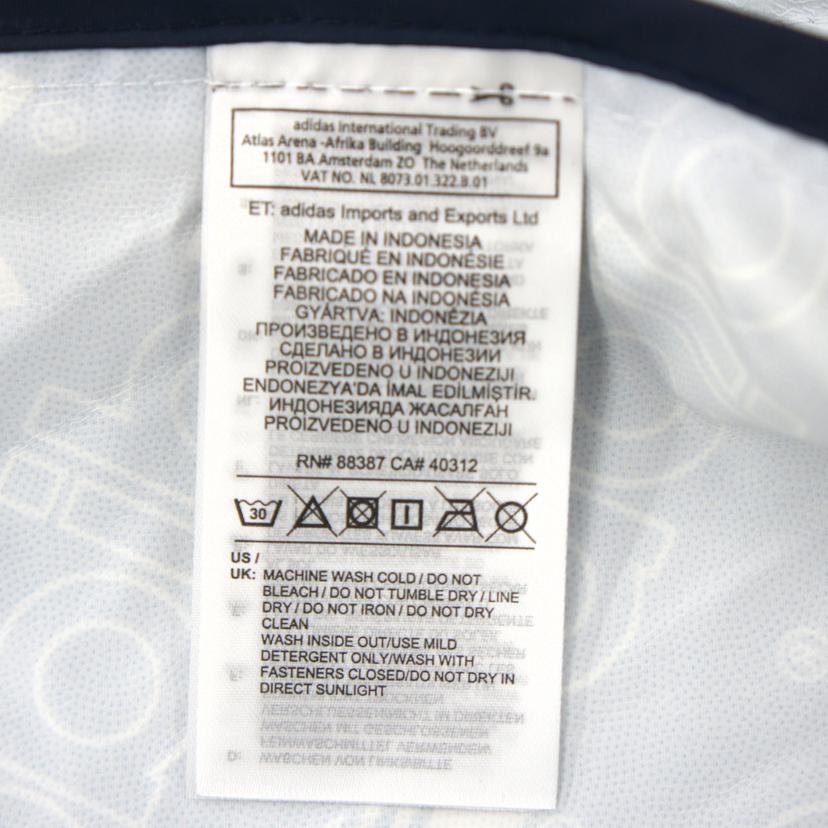 adidas International Trading BV
Atlas Arena -Afrika Building Hoogoorddreef 9a
1101 BA Amsterdam ZO The Netherlands
VAT NO. NL 8073.01.322.B.01
ET: adidas Imports and Exports Ltd
MADE IN INDONESIA
FABRIQUÉ EN INDONÉSIE
FABRICADO EN INDONESIA
FABRICADO NA INDONÉSIA
GYÁRTVA: INDONÉZIA
ПРОИЗВЕДЕНО В ИНДОНЕЗИЯ
СДЕЛАНО В ИНДОНЕЗИИ
PROIZVEDENO U INDONEZIJI
ENDONEZYA'DA İMAL EDİLMİŞTİR.
ИНДОНЕЗИЯДА ЖАСАЛҒАН
PROIZVEDENO U INDONEZIJI
RN# 88387 CA# 40312
30
US /
UK: MACHINE WASH COLD / DO NOT
BLEACH / DO NOT TUMBLE DRY / LINE
DRY / DO NOT IRON / DO NOT DRY
CLEAN
WASH INSIDE OUT/USE MILD
DETERGENT ONLY/WASH WITH
FASTENERS CLOSED/DO NOT DRY IN
DIRECT SUNLIGHT